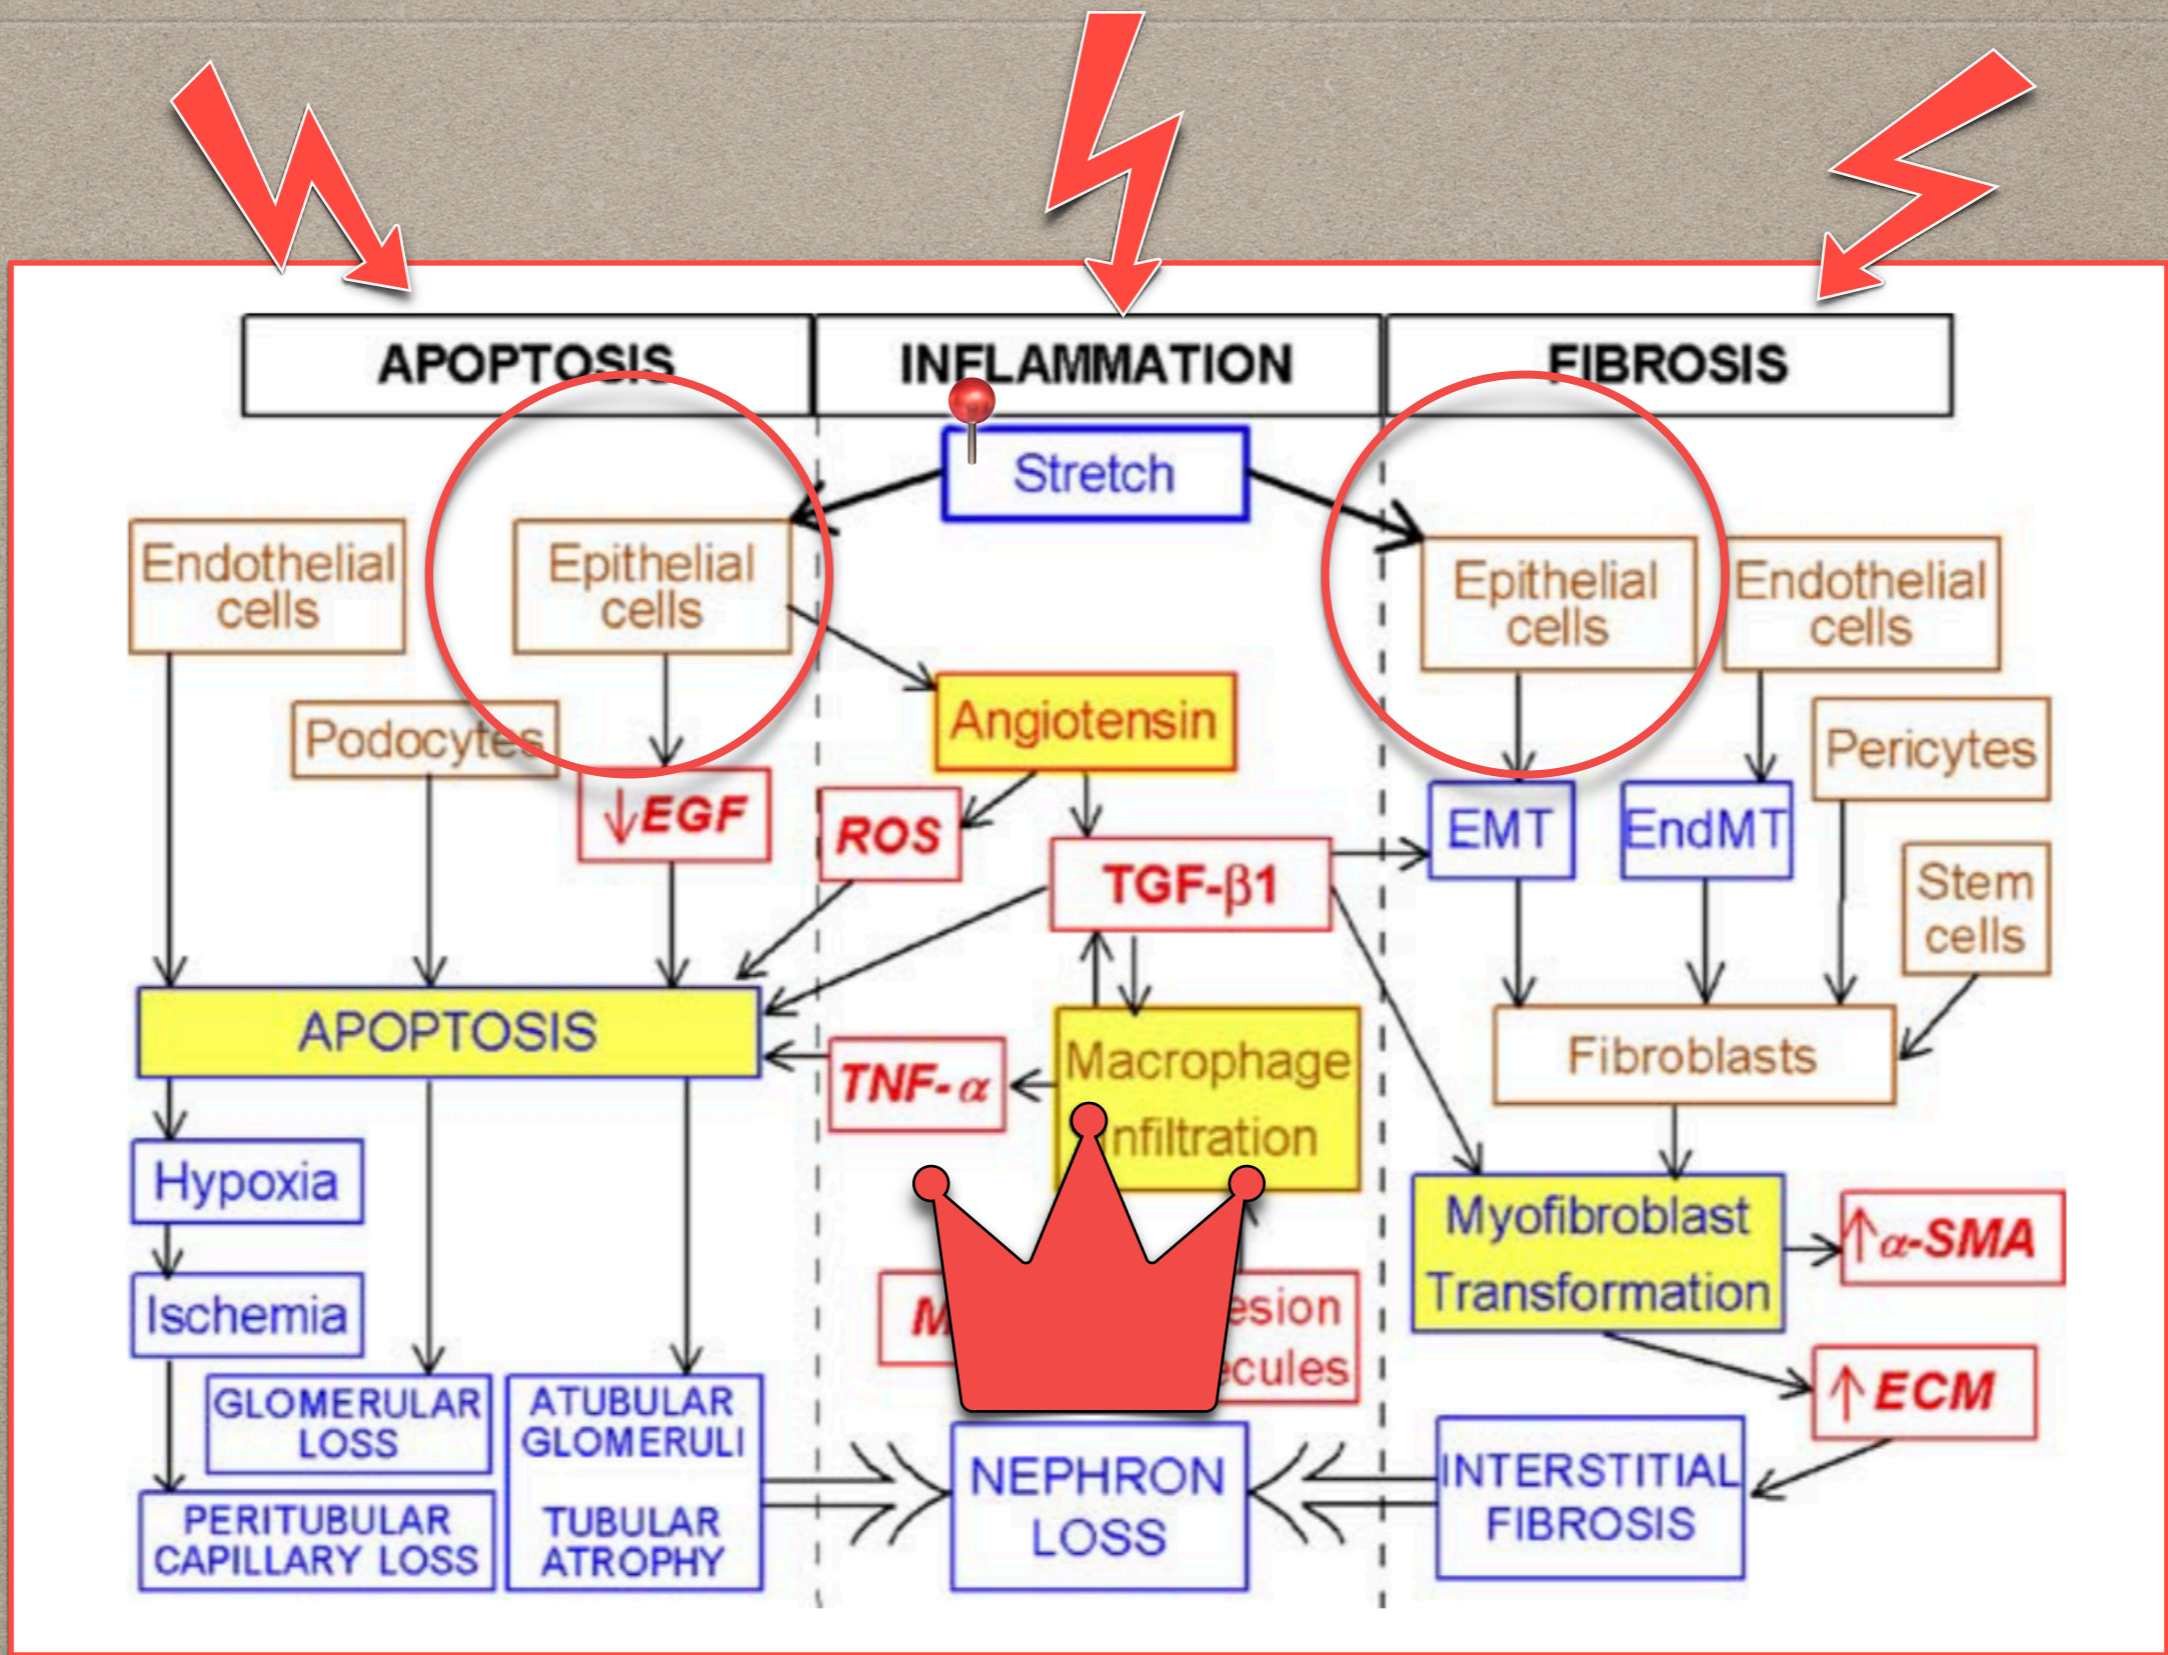 APOPTOSIS
INFLAMMATION
FIBROSIS
Stretch
Endothelial
cells
Epithelial
cells
Epithelial
cells
Endothelial
cells
Podocytes
Angiotensin
Pericytes
↓EGF
ROS
TGF-β1
EMT
EndMT
Stem
cells
APOPTOSIS
TNF-α
Macrophage
nfiltration
Fibroblasts
Hypoxia
Myofibroblast
Transformation
↑α-SMA
Ischemia
M
esion
ecules
↑ECM
GLOMERULAR
LOSS
ATUBULAR
GLOMERULI
TUBULAR
ATROPHY
PERITUBULAR
CAPILLARY LOSS
NEPHRON
LOSS
INTERSTITIAL
FIBROSIS